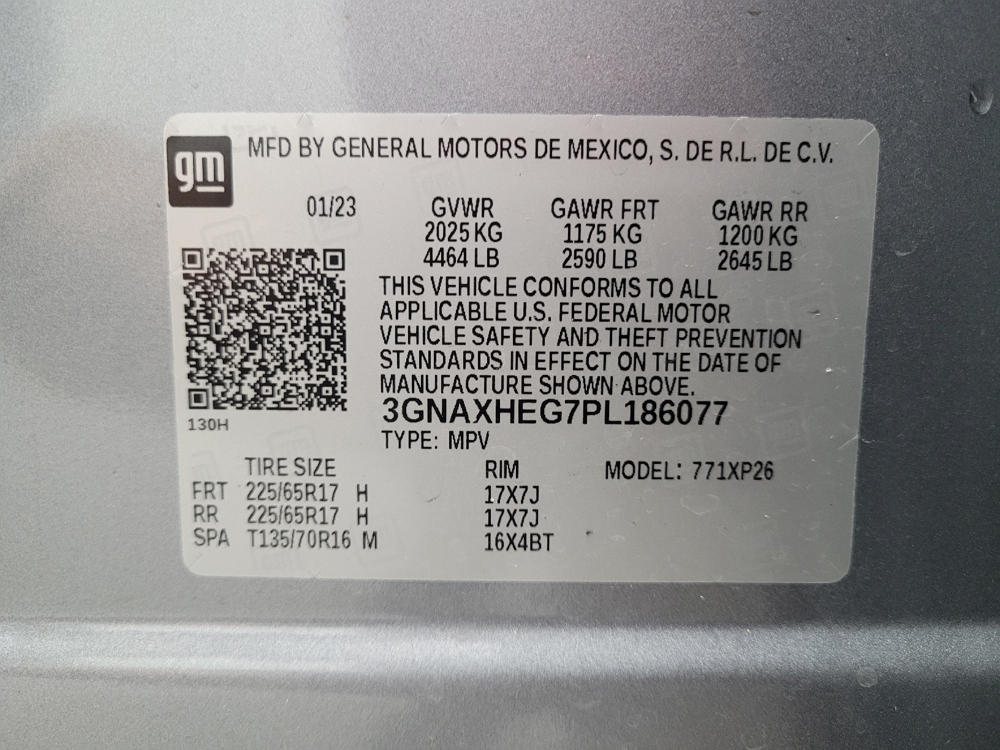 gm
MFD BY GENERAL MOTORS DE MEXICO, S. DE R.L. DE C.V.
01/23 GVWR GAWR FRT GAWR RR
2025 KG 1175 KG 1200 KG
4464 LB 2590 LB 2645 LB
THIS VEHICLE CONFORMS TO ALL
APPLICABLE U.S. FEDERAL MOTOR
VEHICLE SAFETY AND THEFT PREVENTION
STANDARDS IN EFFECT ON THE DATE OF
MANUFACTURE SHOWN ABOVE.
3GNAXHEG7PL186077
130H
TYPE: MPV
TIRE SIZE RIM MODEL: 771XP26
FRT 225/65R17 H 17X7J
RR 225/65R17 H 17X7J
SPA T135/70R16 M 16X4BT